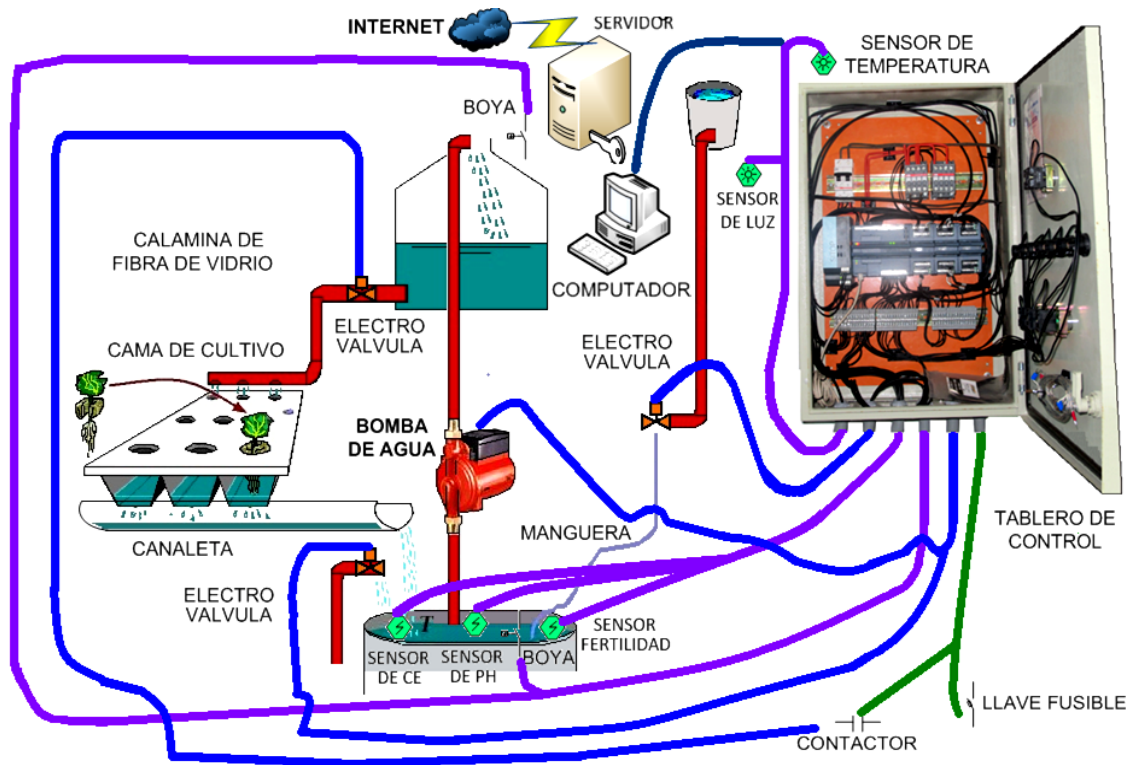 INTERNET
SERVIDOR
SENSOR DE
TEMPERATURA
BOYA
SENSOR
DE LUZ
CALAMINA DE
FIBRA DE VIDRIO
COMPUTADOR
ELECTRO
VALVULA
ELECTRO
VALVULA
CAMA DE CULTIVO
BOMBA
DE AGUA
CANALETA
MANGUERA
TABLERO DE
CONTROL
ELECTRO
VALVULA
T
SENSOR
FERTILIDAD
SENSOR
DE CE
SENSOR
DE PH
BOYA
LLAVE FUSIBLE
CONTACTOR